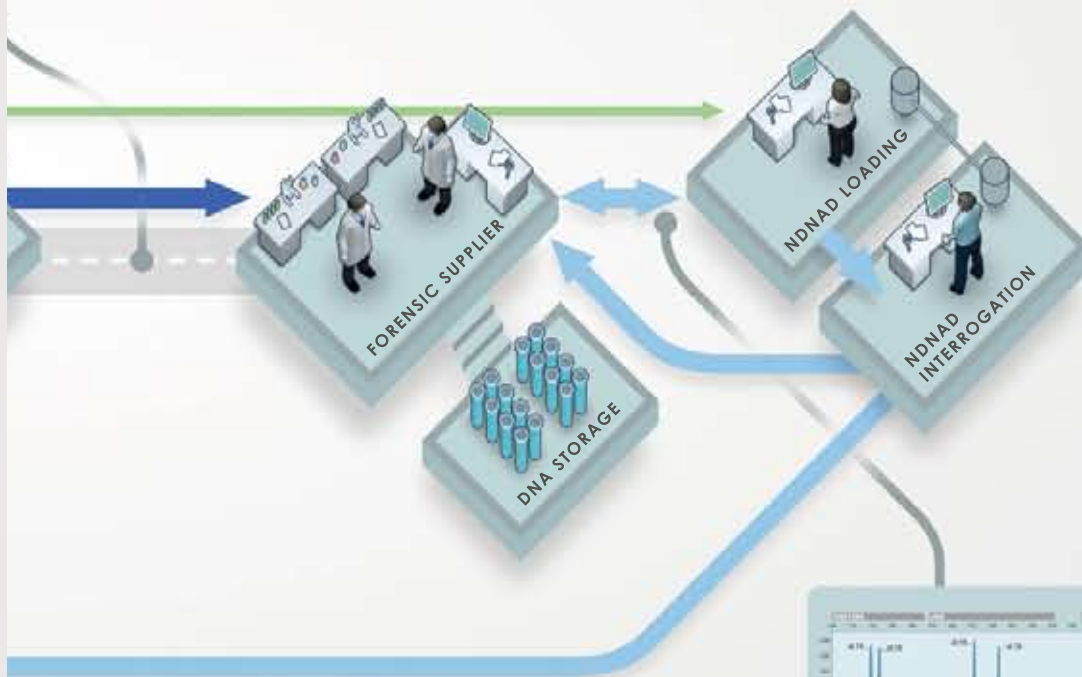 FORENSIC SUPPLIER
DNA STORAGE
NDNAD LOADING
NDNAD
INTERROGATION